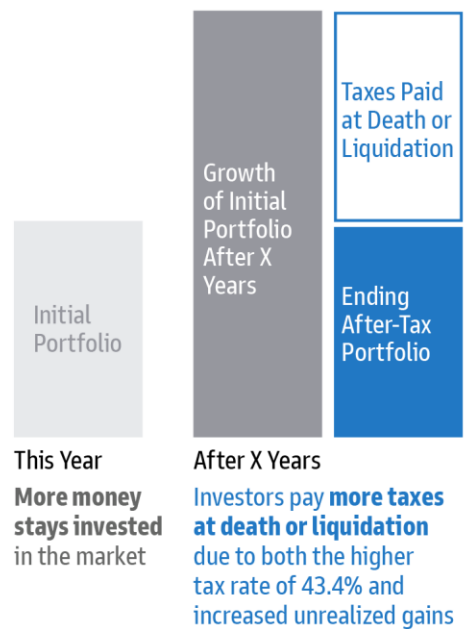 Taxes Paid
at Death or
Liquidation
Growth
of Initial
Portfolio
After X
Years
Initial
Portfolio
Ending
After-Tax
Portfolio
This Year
More money
stays invested
in the market
After X Years
Investors pay more taxes
at death or liquidation
due to both the higher
tax rate of 43.4% and
increased unrealized gains